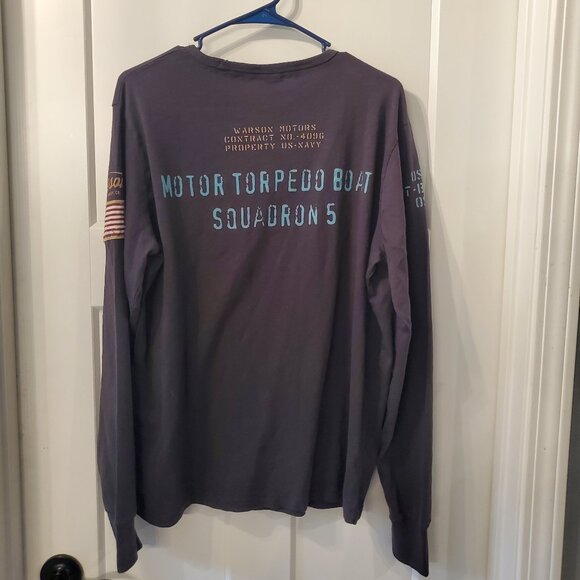 WARSON MOTORS
CONTRACT NO.-4096
PROPERTY US-NAVY
MOTOR TORPEDO BOAT
SQUADRON 5